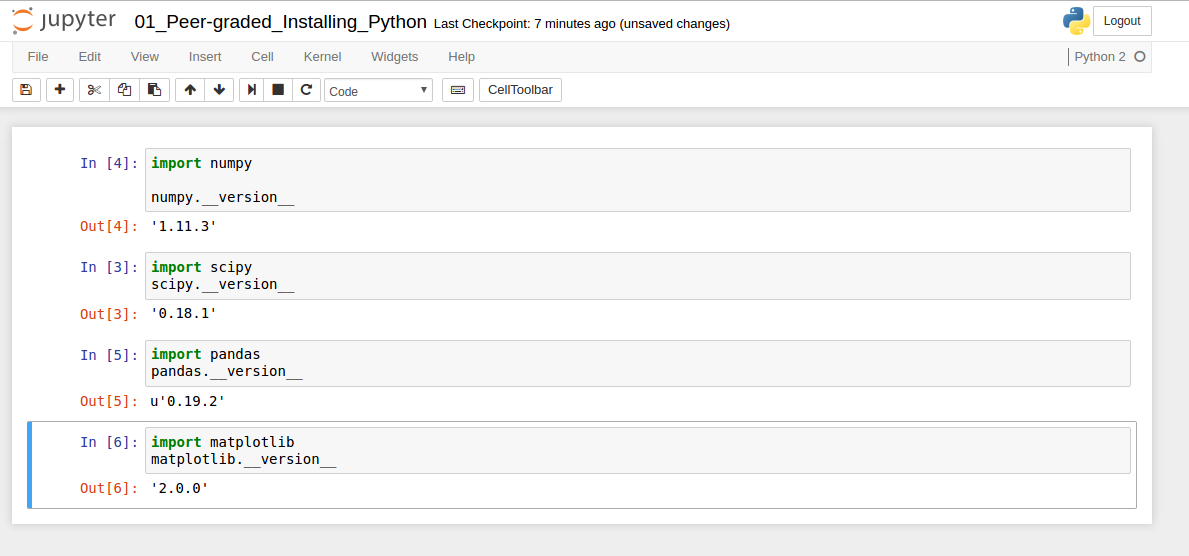 jupyter 01_Peer-graded_Installing_Python Last Checkpoint: 7 minutes ago (unsaved changes) Logout
File Edit View Insert Cell Kernel Widgets Help Python 2
Code CellToolbar
In [4]: import numpy
numpy.__version__
Out[4]: '1.11.3'
In [3]: import scipy
scipy.__version__
Out[3]: '0.18.1'
In [5]: import pandas
pandas.__version__
Out[5]: u'0.19.2'
In [6]: import matplotlib
matplotlib.__version__
Out[6]: '2.0.0'